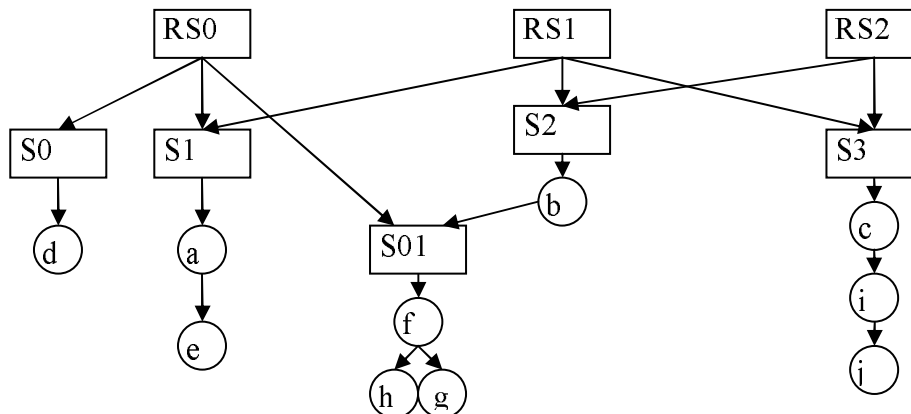 RS0 RS1 RS2
S2
S0 S1 S3
b
d a S01 c
f i
e j
h g